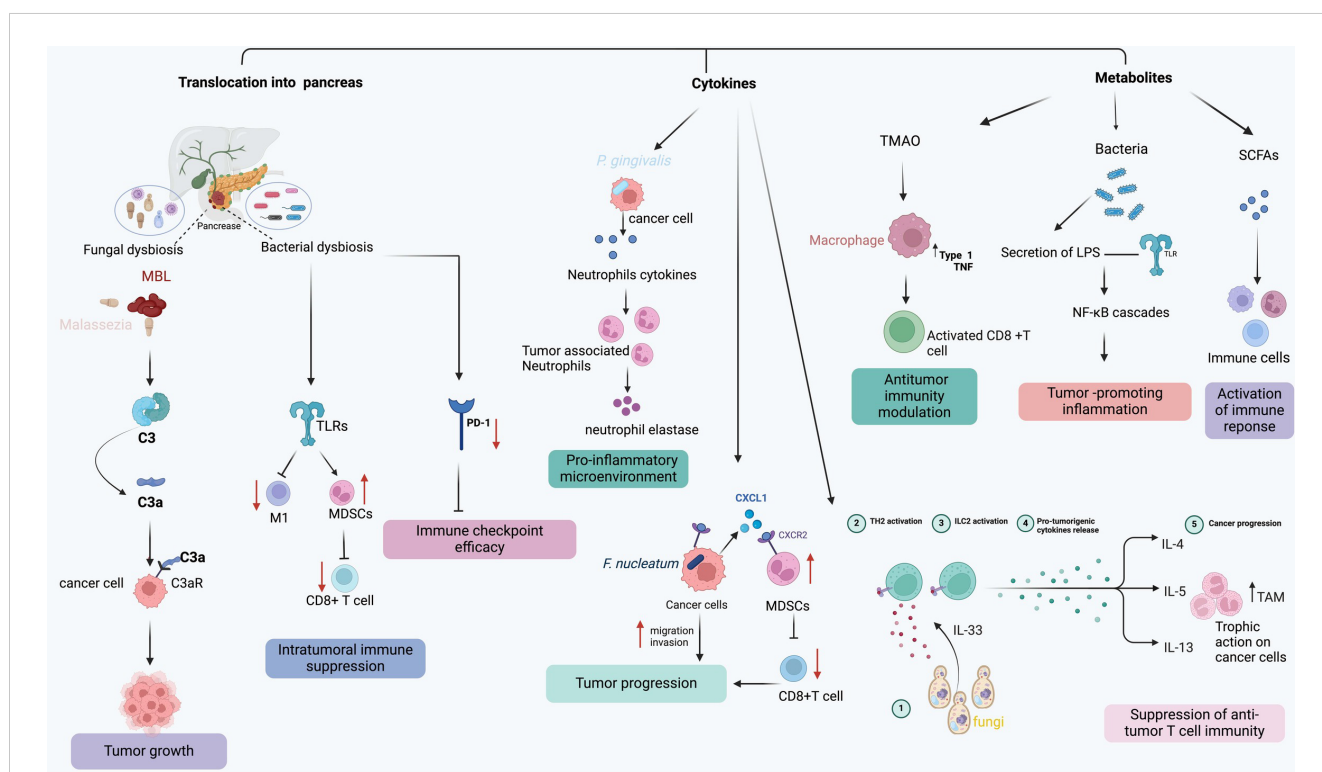 Translocation into pancreas
Pancrease
Fungal dysbiosis
Bacterial dysbiosis
MBL
Malassezia
C3
C3a
C3a
C3aR
cancer cell
Tumor growth
TLRs
M1
MDSCs
CD8+ T cell
Intratumoral immune
suppression
PD-1
Immune checkpoint
efficacy
Cytokines
P. gingivalis
cancer cell
Neutrophils cytokines
Tumor associated
Neutrophils
neutrophil elastase
Pro-inflammatory
microenvironment
CXCL1
CXCR2
F. nucleatum
Cancer cells
MDSCs
migration
invasion
Tumor progression
CD8+T cell
Metabolites
TMAO
Macrophage
Type 1
TNF
Activated CD8 +T
cell
Antitumor
immunity
modulation
Bacteria
Secretion of LPS
TLR
NF-κB cascades
Tumor -promoting
inflammation
SCFAs
Immune cells
Activation
of immune
reponse
2 TH2 activation
3 ILC2 activation
4 Pro-tumorigenic
cytokines release
5 Cancer progression
IL-4
IL-5
IL-13
TAM
Trophic
action on
cancer cells
IL-33
1
fungi
Suppression of anti-
tumor T cell immunity